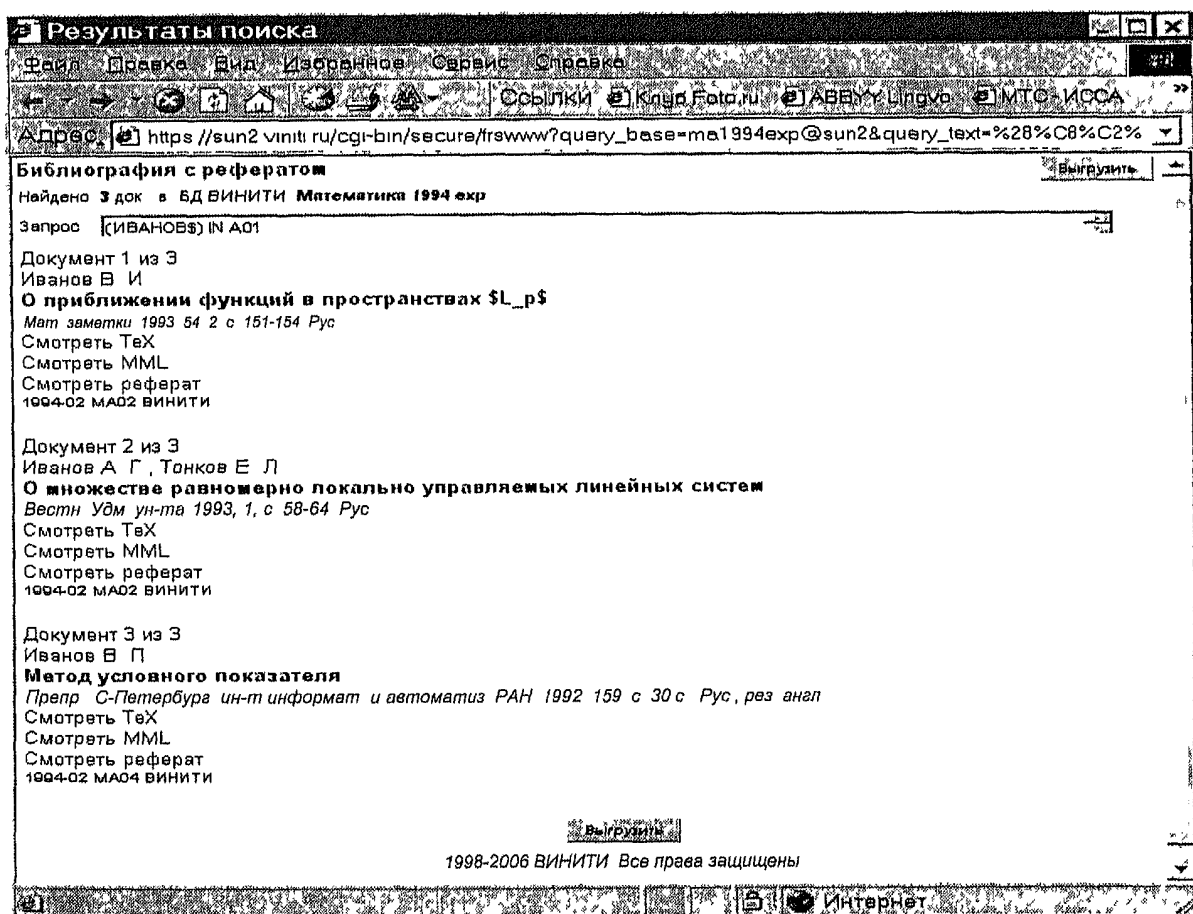 Результаты поиска
Файл Правка Вид Избранное Сервис Справка
Ссылки Клуб Foto.ru ABBYY Lingvo МТС-ИССА »
Адрес https //sun2 viniti ru/cgi-bin/secure/frswww?query_base=ma1994exp@sun2&query_text=%28%C8%C2%
Библиография с рефератом Выгрузить
Найдено 3 док в БД ВИНИТИ Математика 1994 exp
Запрос (ИВАНОВ$) IN A01
Документ 1 из 3
Иванов В И
О приближении функций в пространствах $L_p$
Мат заметки 1993 54 2 с 151-154 Рус
Смотреть TeX
Смотреть MML
Смотреть реферат
1994-02 МА02 ВИНИТИ
Документ 2 из 3
Иванов А Г , Тонков Е Л
О множестве равномерно локально управляемых линейных систем
Вестн Удм ун-та 1993, 1, с 58-64 Рус
Смотреть TeX
Смотреть MML
Смотреть реферат
1994-02 МА02 ВИНИТИ
Документ 3 из 3
Иванов В П
Метод условного показателя
Препр С-Петербург ин-т информат и автоматиз РАН 1992 159 с 30 с Рус , рез англ
Смотреть TeX
Смотреть MML
Смотреть реферат
1994-02 МА04 ВИНИТИ
Выгрузить
1998-2006 ВИНИТИ Все права защищены
Интернет